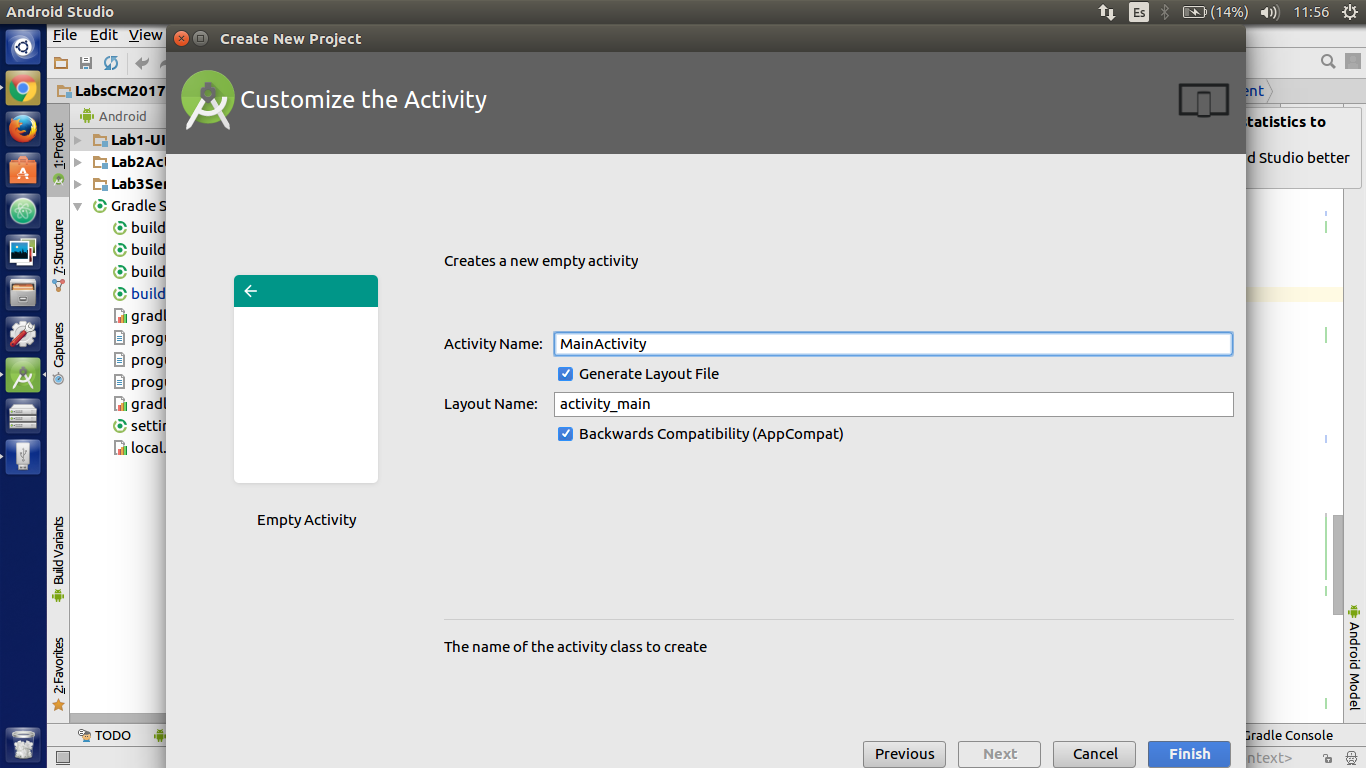 Android Studio
Es
(14%)
11:56
File Edit View
Create New Project
LabsCM2017
Customize the Activity
Android
1: Project
Lab1-UI
Lab2Act
Lab3Ser
Gradle S
build
build
build
build
gradl
progu
progu
progu
gradl
settin
local.
7: Structure
Captures
Build Variants
2: Favorites
Creates a new empty activity
Activity Name: MainActivity
Generate Layout File
Layout Name: activity_main
Backwards Compatibility (AppCompat)
Empty Activity
The name of the activity class to create
Previous Next Cancel Finish
ent
tatistics to
d Studio better
Android Model
TODO
Gradle Console
ntext>